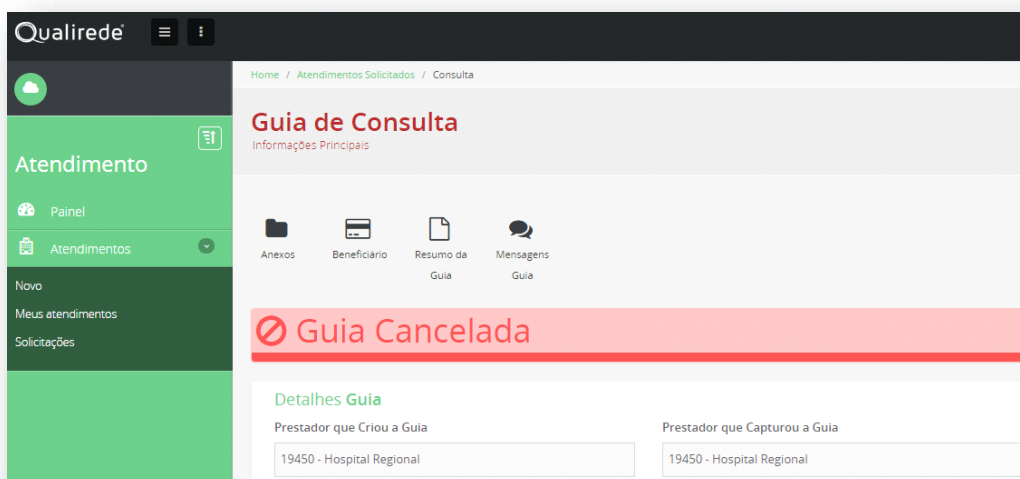 Qualirede
Home / Atendimentos Solicitados / Consulta
Guia de Consulta
Informações Principais
Atendimento
Painel
Atendimentos
Novo
Meus atendimentos
Solicitações
Anexos
Beneficiário
Resumo da
Guia
Mensagens
Guia
Guia Cancelada
Detalhes Guia
Prestador que Criou a Guia
19450 - Hospital Regional
Prestador que Capturou a Guia
19450 - Hospital Regional